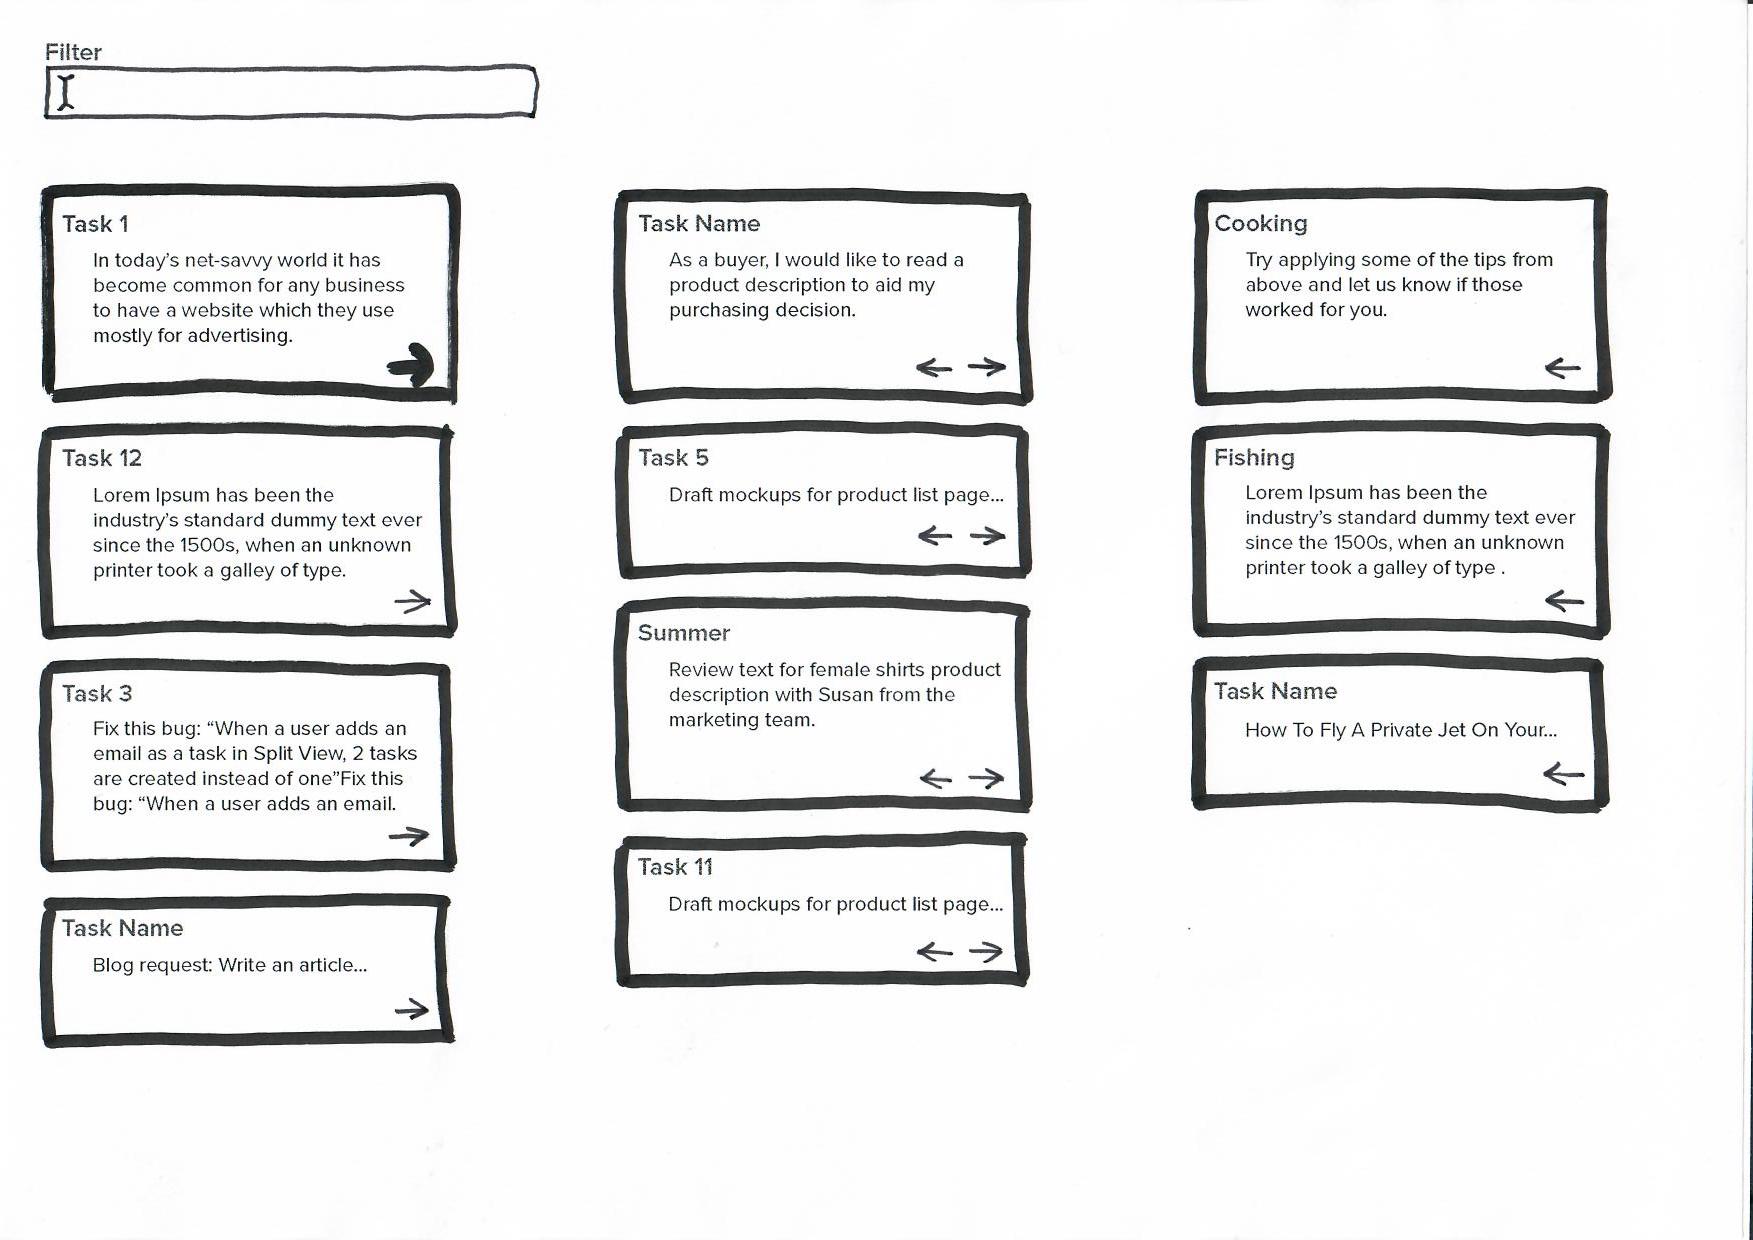 Filter
Task 1
In today's net-savvy world it has
become common for any business
to have a website which they use
mostly for advertising.
Task 12
Lorem Ipsum has been the
industry's standard dummy text ever
since the 1500s, when an unknown
printer took a galley of type.
Task 3
Fix this bug: “When a user adds an
email as a task in Split View, 2 tasks
are created instead of one”Fix this
bug: “When a user adds an email.
Task Name
Blog request: Write an article...
Task Name
As a buyer, I would like to read a
product description to aid my
purchasing decision.
Task 5
Draft mockups for product list page...
Summer
Review text for female shirts product
description with Susan from the
marketing team.
Task 11
Draft mockups for product list page...
Cooking
Try applying some of the tips from
above and let us know if those
worked for you.
Fishing
Lorem Ipsum has been the
industry's standard dummy text ever
since the 1500s, when an unknown
printer took a galley of type .
Task Name
How To Fly A Private Jet On Your...